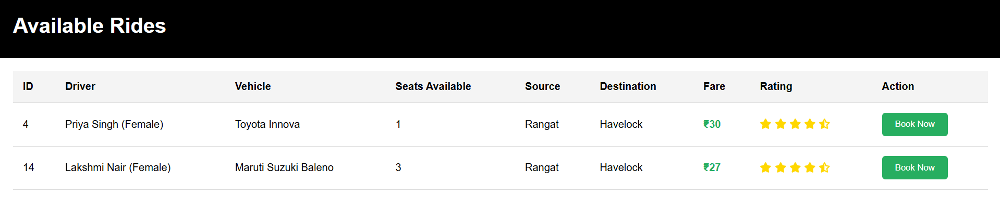 Available Rides
ID Driver Vehicle Seats Available Source Destination Fare Rating Action
4 Priya Singh (Female) Toyota Innova 1 Rangat Havelock ₹30 Book Now
14 Lakshmi Nair (Female) Maruti Suzuki Baleno 3 Rangat Havelock ₹27 Book Now